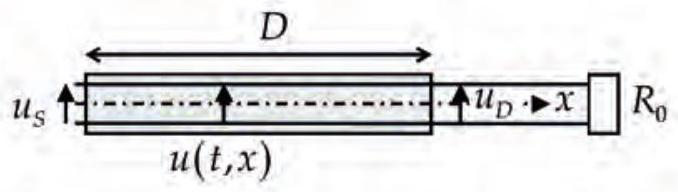 D
u_S u_D x R_0
u(t,x)